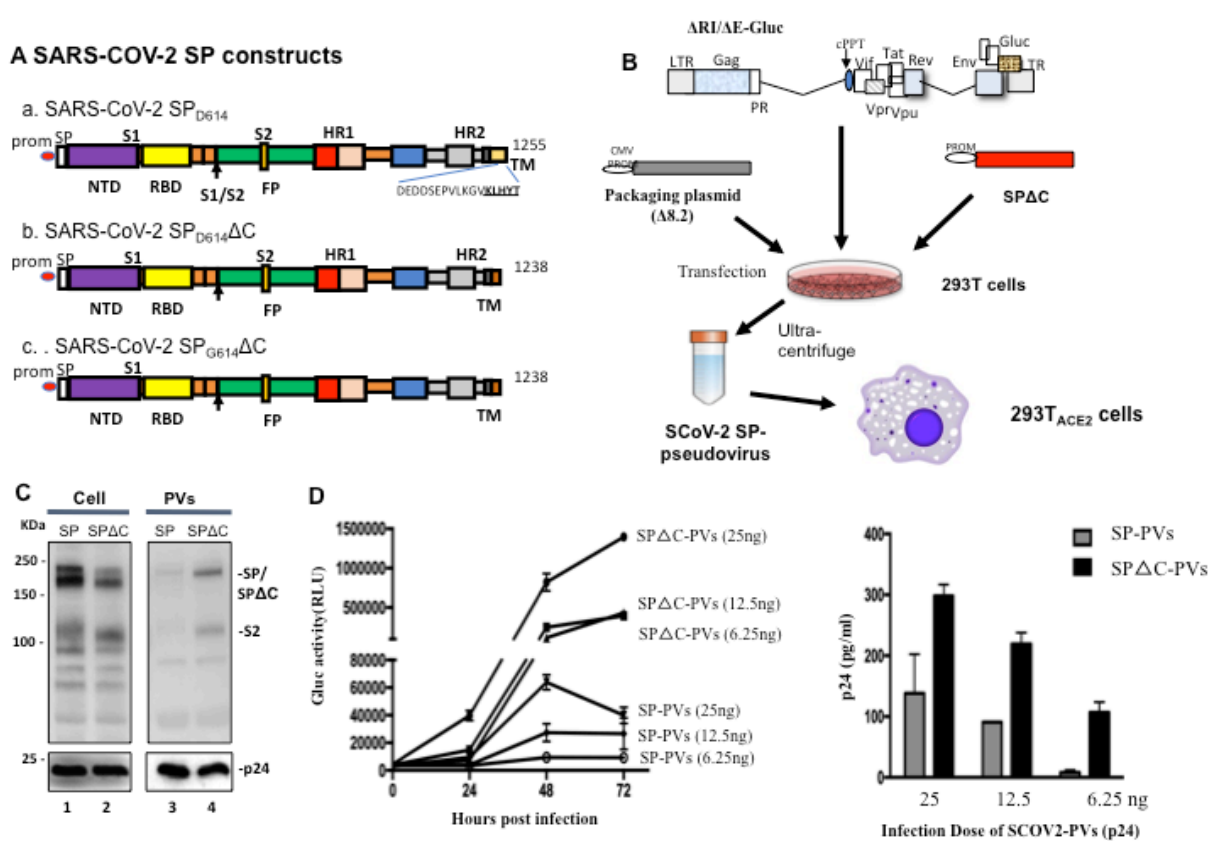 A SARS-COV-2 SP constructs
a. SARS-CoV-2 SPD614
prom SP S1 S2 HR1 HR2 1255
TM
NTD RBD S1/S2 FP
DEDDSEPVLKGVKLHYT
b. SARS-CoV-2 SPD614ΔC
prom SP S1 S2 HR1 HR2 1238
NTD RBD FP TM
c. . SARS-CoV-2 SPG614ΔC
prom SP S1 1238
NTD RBD FP TM
B
ΔRI/ΔE-Gluc
LTR Gag PR cPPT Vif Tat Rev Env Gluc LTR
Vpr Vpu
CMV
PROM
Packaging plasmid
(Δ8.2)
PROM
SPΔC
Transfection
293T cells
Ultra-
centrifuge
SCoV-2 SP-
pseudovirus
293TACE2 cells
C
Cell PVs
KDa SP SPΔC SP SPΔC
250 -
150 -
100 -
25 -
-SP/
SPΔC
-S2
-p24
1 2 3 4
D
Gluc activity(RLU)
1500000
1000000
500000
80000
60000
40000
20000
0
0 24 48 72
Hours post infection
SP△C-PVs (25ng)
SP△C-PVs (12.5ng)
SP△C-PVs (6.25ng)
SP-PVs (25ng)
SP-PVs (12.5ng)
SP-PVs (6.25ng)
p24 (pg/ml)
400
300
200
100
0
SP-PVs
SP△C-PVs
25 12.5 6.25 ng
Infection Dose of SCOV2-PVs (p24)